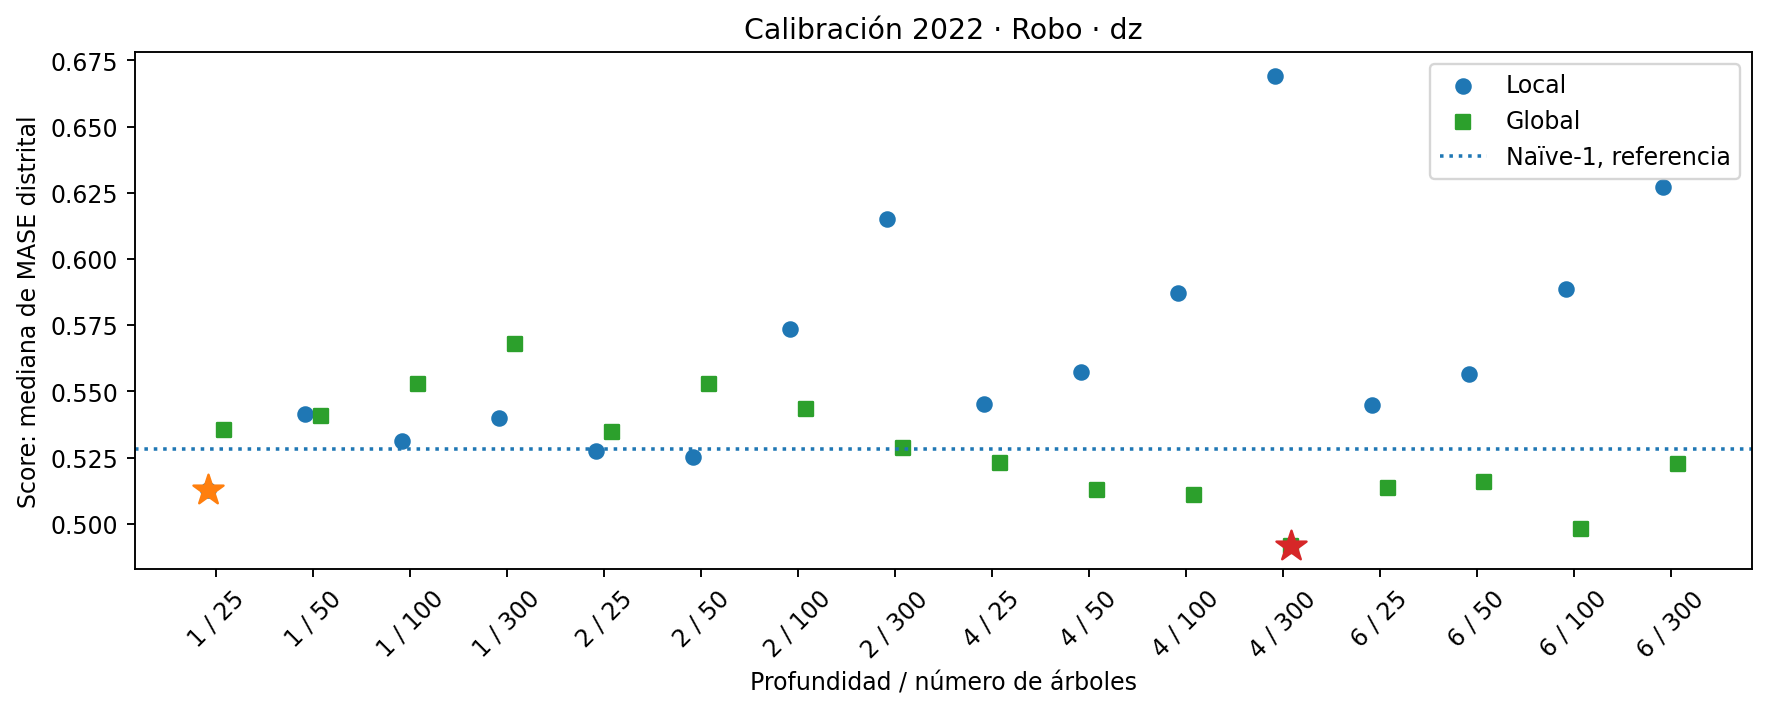 Calibración 2022 · Robo · dz
Score: mediana de MASE distrital
0.675
0.650
0.625
0.600
0.575
0.550
0.525
0.500
Local
Global
Naïve-1, referencia
1 / 25
1 / 50
1 / 100
1 / 300
2 / 25
2 / 50
2 / 100
2 / 300
4 / 25
4 / 50
4 / 100
4 / 300
6 / 25
6 / 50
6 / 100
6 / 300
Profundidad / número de árboles